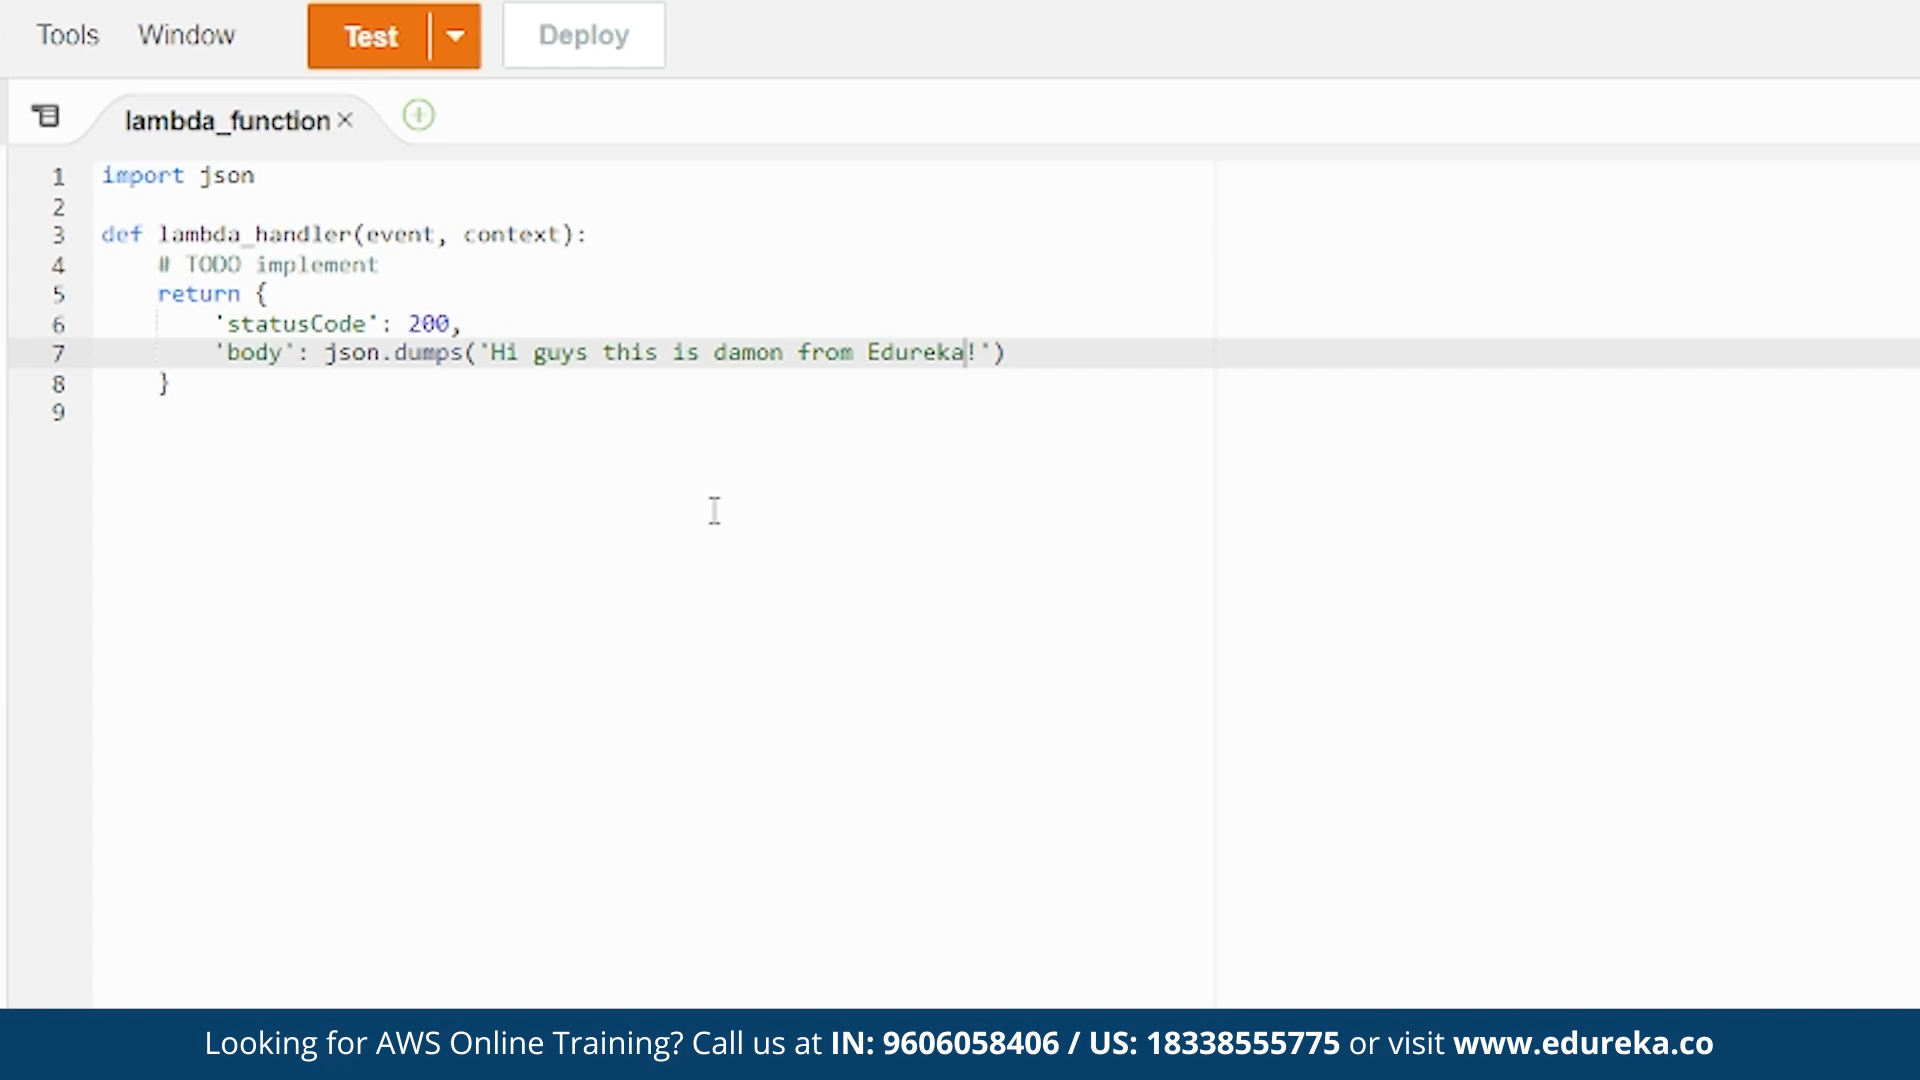 Tools Window Test Deploy
lambda_function ×
1 import json
2
3 def lambda_handler(event, context):
4     # TODO implement
5     return {
6         'statusCode': 200,
7         'body': json.dumps('Hi guys this is damon from Edureka!')
8     }
9
Looking for AWS Online Training? Call us at IN: 9606058406 / US: 18338555775 or visit www.edureka.co